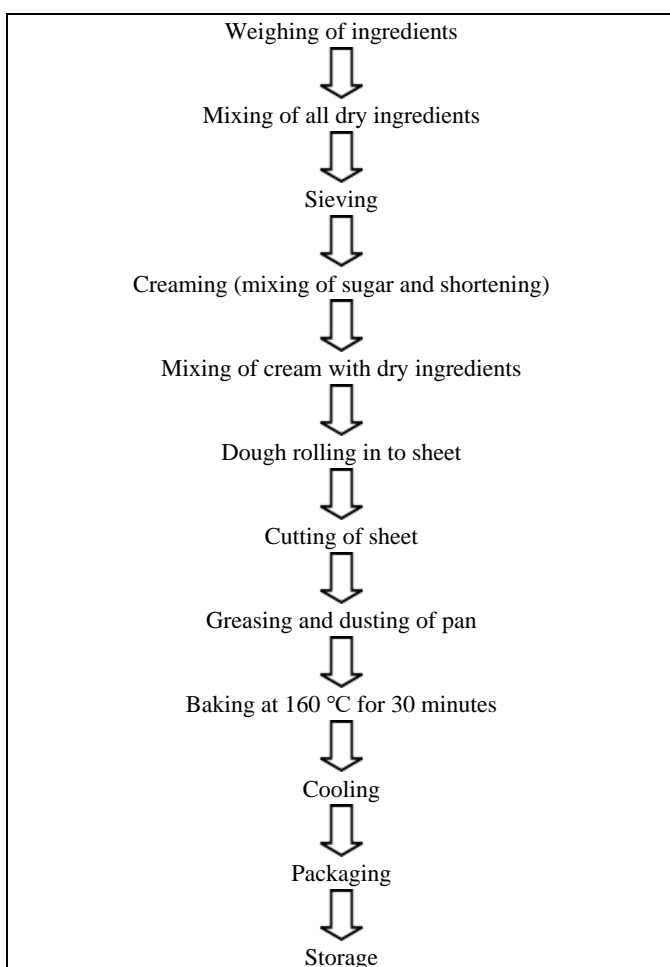 Weighing of ingredients
Mixing of all dry ingredients
Sieving
Creaming (mixing of sugar and shortening)
Mixing of cream with dry ingredients
Dough rolling in to sheet
Cutting of sheet
Greasing and dusting of pan
Baking at 160 °C for 30 minutes
Cooling
Packaging
Storage